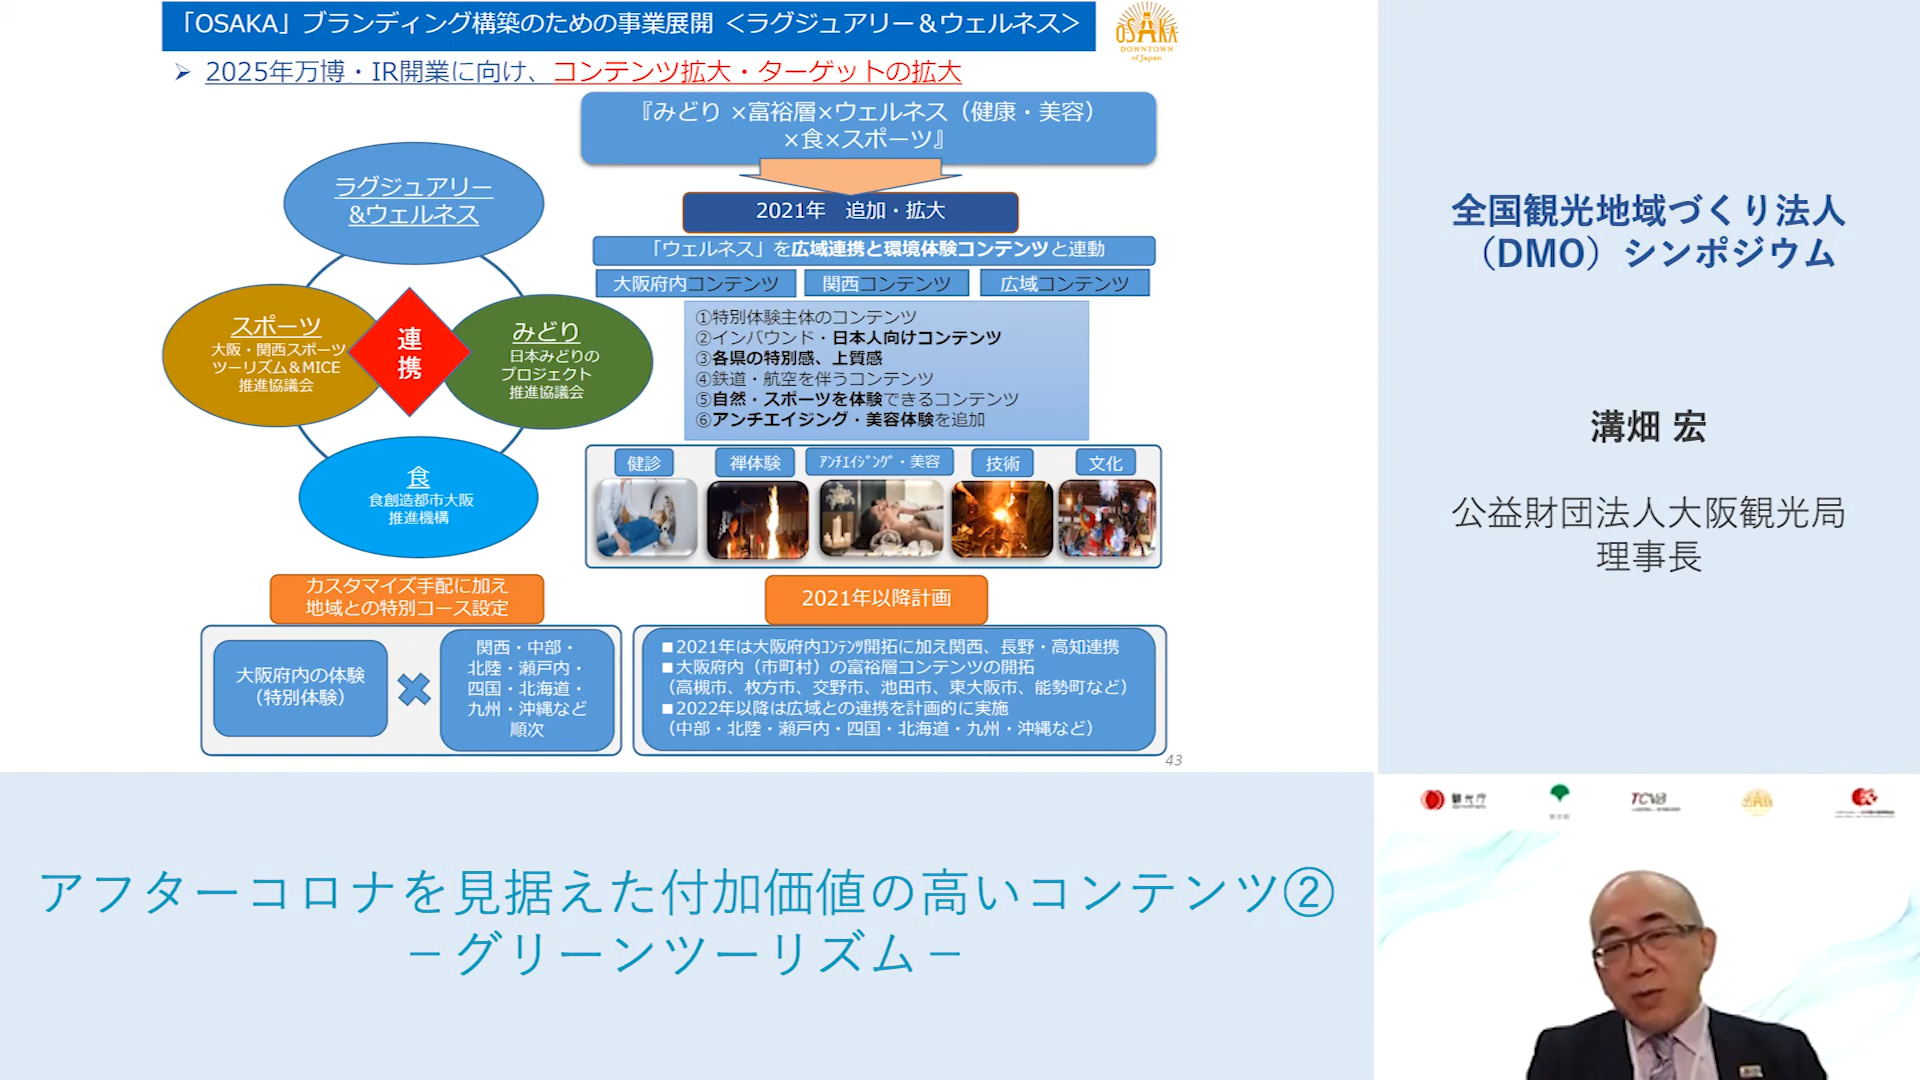 「OSAKA」ブランディング構築のための事業展開 ＜ラグジュアリー＆ウェルネス＞
OSAKA
DOWNTOWN
of Japan
➢ 2025年万博・IR開業に向け、コンテンツ拡大・ターゲットの拡大
『みどり ×富裕層×ウェルネス（健康・美容）
×食×スポーツ』
2021年　追加・拡大
「ウェルネス」を広域連携と環境体験コンテンツと連動
大阪府内コンテンツ
関西コンテンツ
広域コンテンツ
①特別体験主体のコンテンツ
②インバウンド・日本人向けコンテンツ
③各県の特別感、上質感
④鉄道・航空を伴うコンテンツ
⑤自然・スポーツを体験できるコンテンツ
⑥アンチエイジング・美容体験を追加
健診
禅体験
ｱﾝﾁｴｲｼﾞﾝｸﾞ・美容
技術
文化
ラグジュアリー
&ウェルネス
スポーツ
大阪・関西スポーツ
ツーリズム＆MICE
推進協議会
連
携
みどり
日本みどりの
プロジェクト
推進協議会
食
食創造都市大阪
推進機構
カスタマイズ手配に加え
地域との特別コース設定
大阪府内の体験
（特別体験）
関西・中部・
北陸・瀬戸内・
四国・北海道・
九州・沖縄など
順次
2021年以降計画
■2021年は大阪府内ｺﾝﾃﾝﾂ開拓に加え関西、長野・高知連携
■大阪府内（市町村）の富裕層コンテンツの開拓
（高槻市、枚方市、交野市、池田市、東大阪市、能勢町など）
■2022年以降は広域との連携を計画的に実施
（中部・北陸・瀬戸内・四国・北海道・九州・沖縄など）
43
全国観光地域づくり法人
（DMO）シンポジウム
溝畑 宏
公益財団法人大阪観光局
理事長
観光庁
TCVB
アフターコロナを見据えた付加価値の高いコンテンツ②
－グリーンツーリズム－